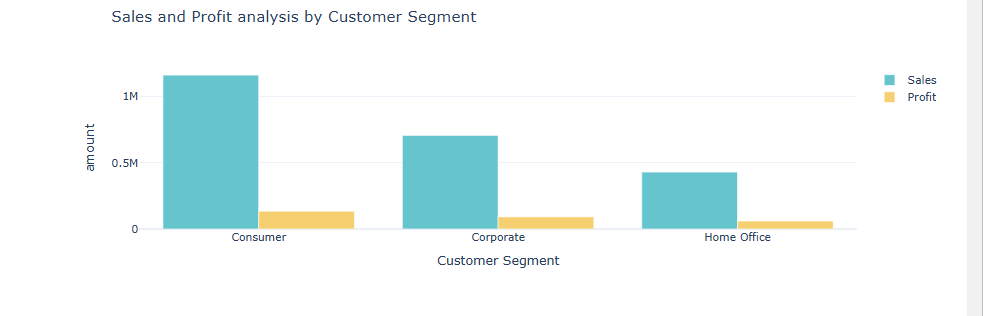 Sales and Profit analysis by Customer Segment
Sales
Profit
1M
0.5M
0
amount
Consumer
Corporate
Home Office
Customer Segment